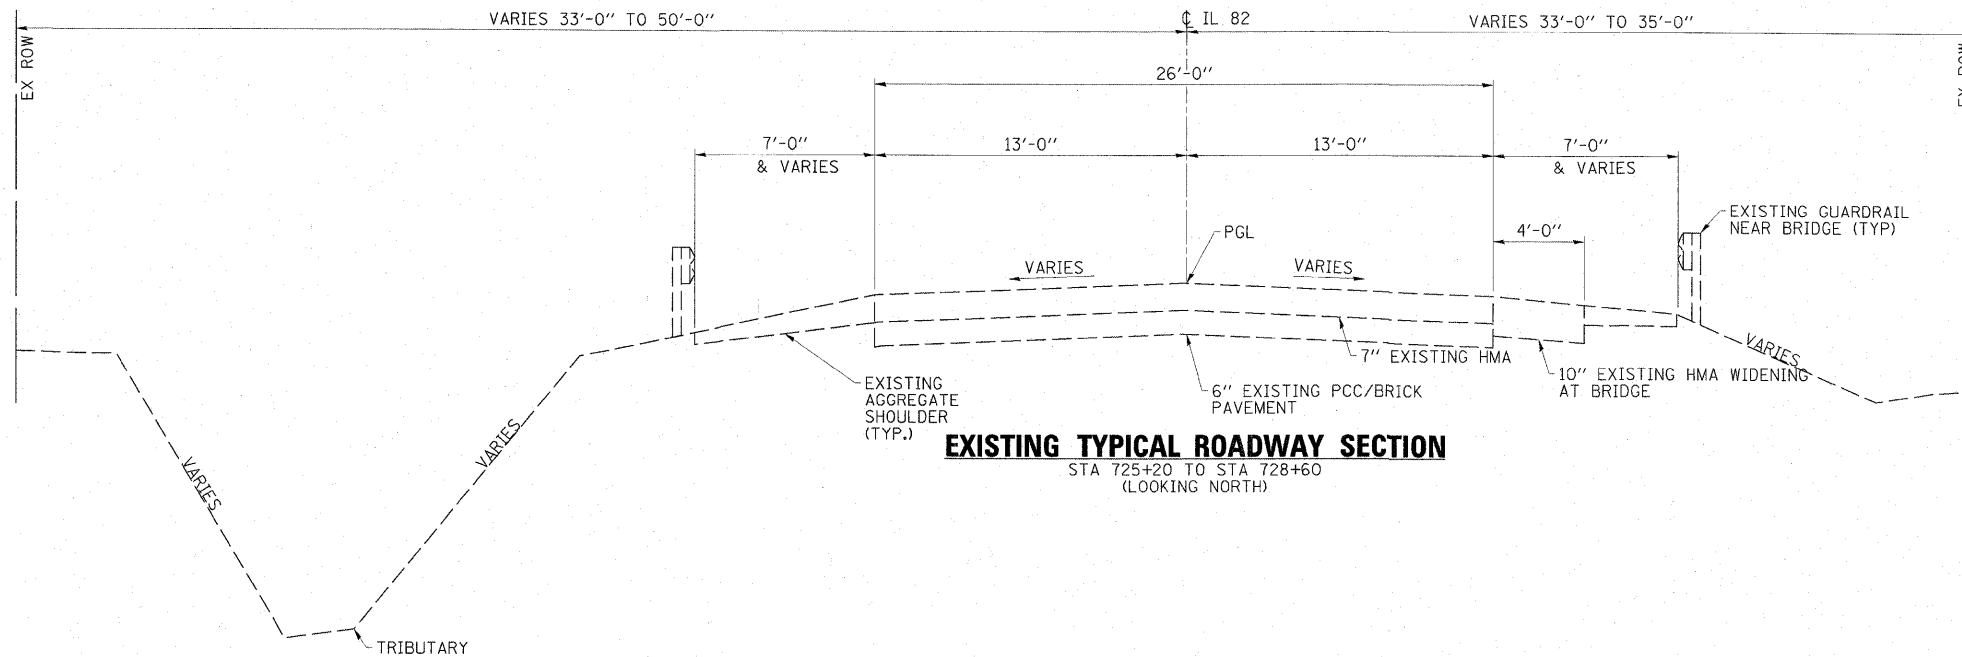 VARIES 33'-0" TO 50'-0"
℄ IL 82
VARIES 33'-0" TO 35'-0"
EX ROW
EX ROW
26'-0"
7'-0"
& VARIES
13'-0"
13'-0"
7'-0"
& VARIES
EXISTING GUARDRAIL
NEAR BRIDGE (TYP)
4'-0"
PGL
VARIES
VARIES
VARIES
7" EXISTING HMA
10" EXISTING HMA WIDENING
AT BRIDGE
EXISTING
AGGREGATE
SHOULDER
(TYP.)
6" EXISTING PCC/BRICK
PAVEMENT
VARIES
VARIES
EXISTING TYPICAL ROADWAY SECTION
STA 725+20 TO STA 728+60
(LOOKING NORTH)
TRIBUTARY